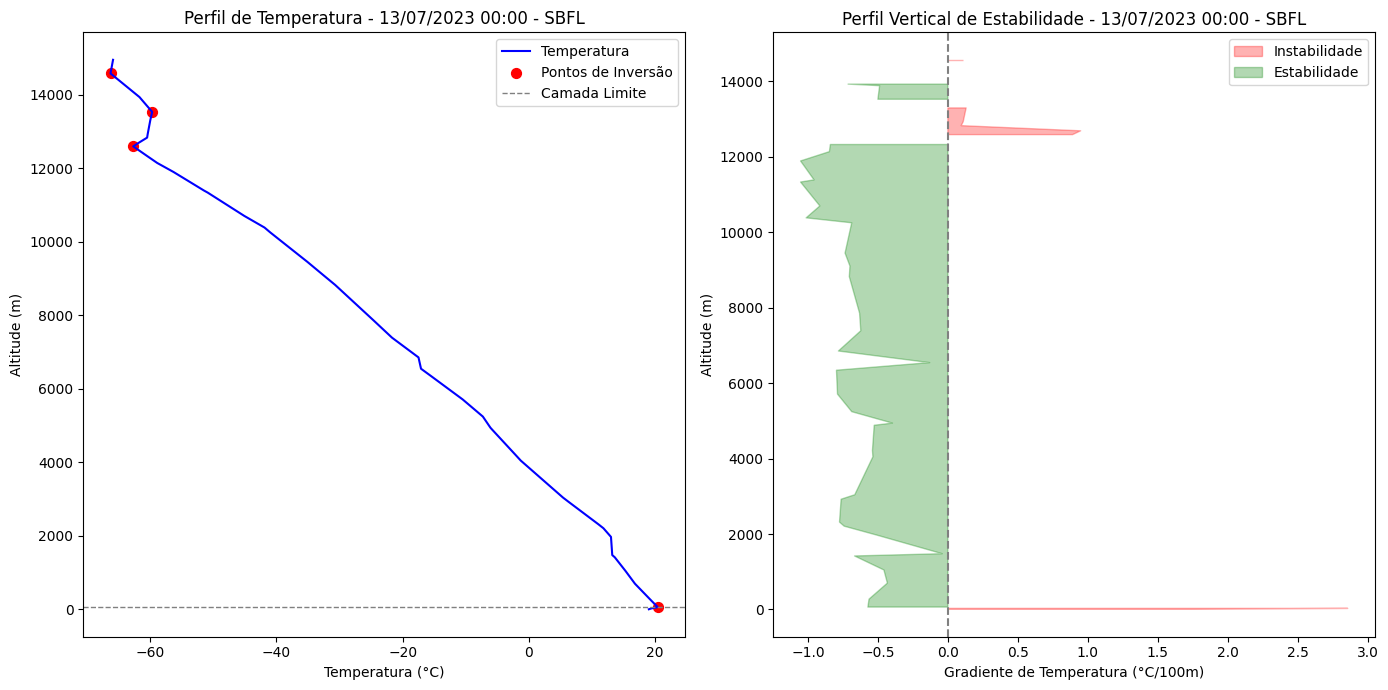 Perfil de Temperatura - 13/07/2023 00:00 - SBFL
Temperatura
Pontos de Inversão
Camada Limite
14000
12000
10000
8000
6000
4000
2000
0
Altitude (m)
−60
−40
−20
0
20
Temperatura (°C)
Perfil Vertical de Estabilidade - 13/07/2023 00:00 - SBFL
Instabilidade
Estabilidade
14000
12000
10000
8000
6000
4000
2000
0
Altitude (m)
−1.0
−0.5
0.0
0.5
1.0
1.5
2.0
2.5
3.0
Gradiente de Temperatura (°C/100m)